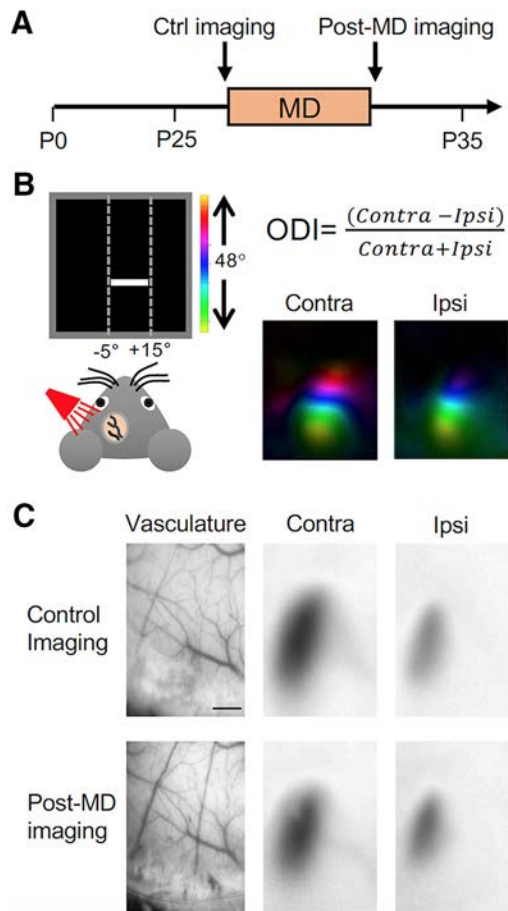 A
Ctrl imaging Post-MD imaging
MD
P0 P25 P35
B
48°
-5° +15°
ODI= (Contra −Ipsi)
Contra+Ipsi
Contra Ipsi
C
Vasculature Contra Ipsi
Control
Imaging
Post-MD
imaging